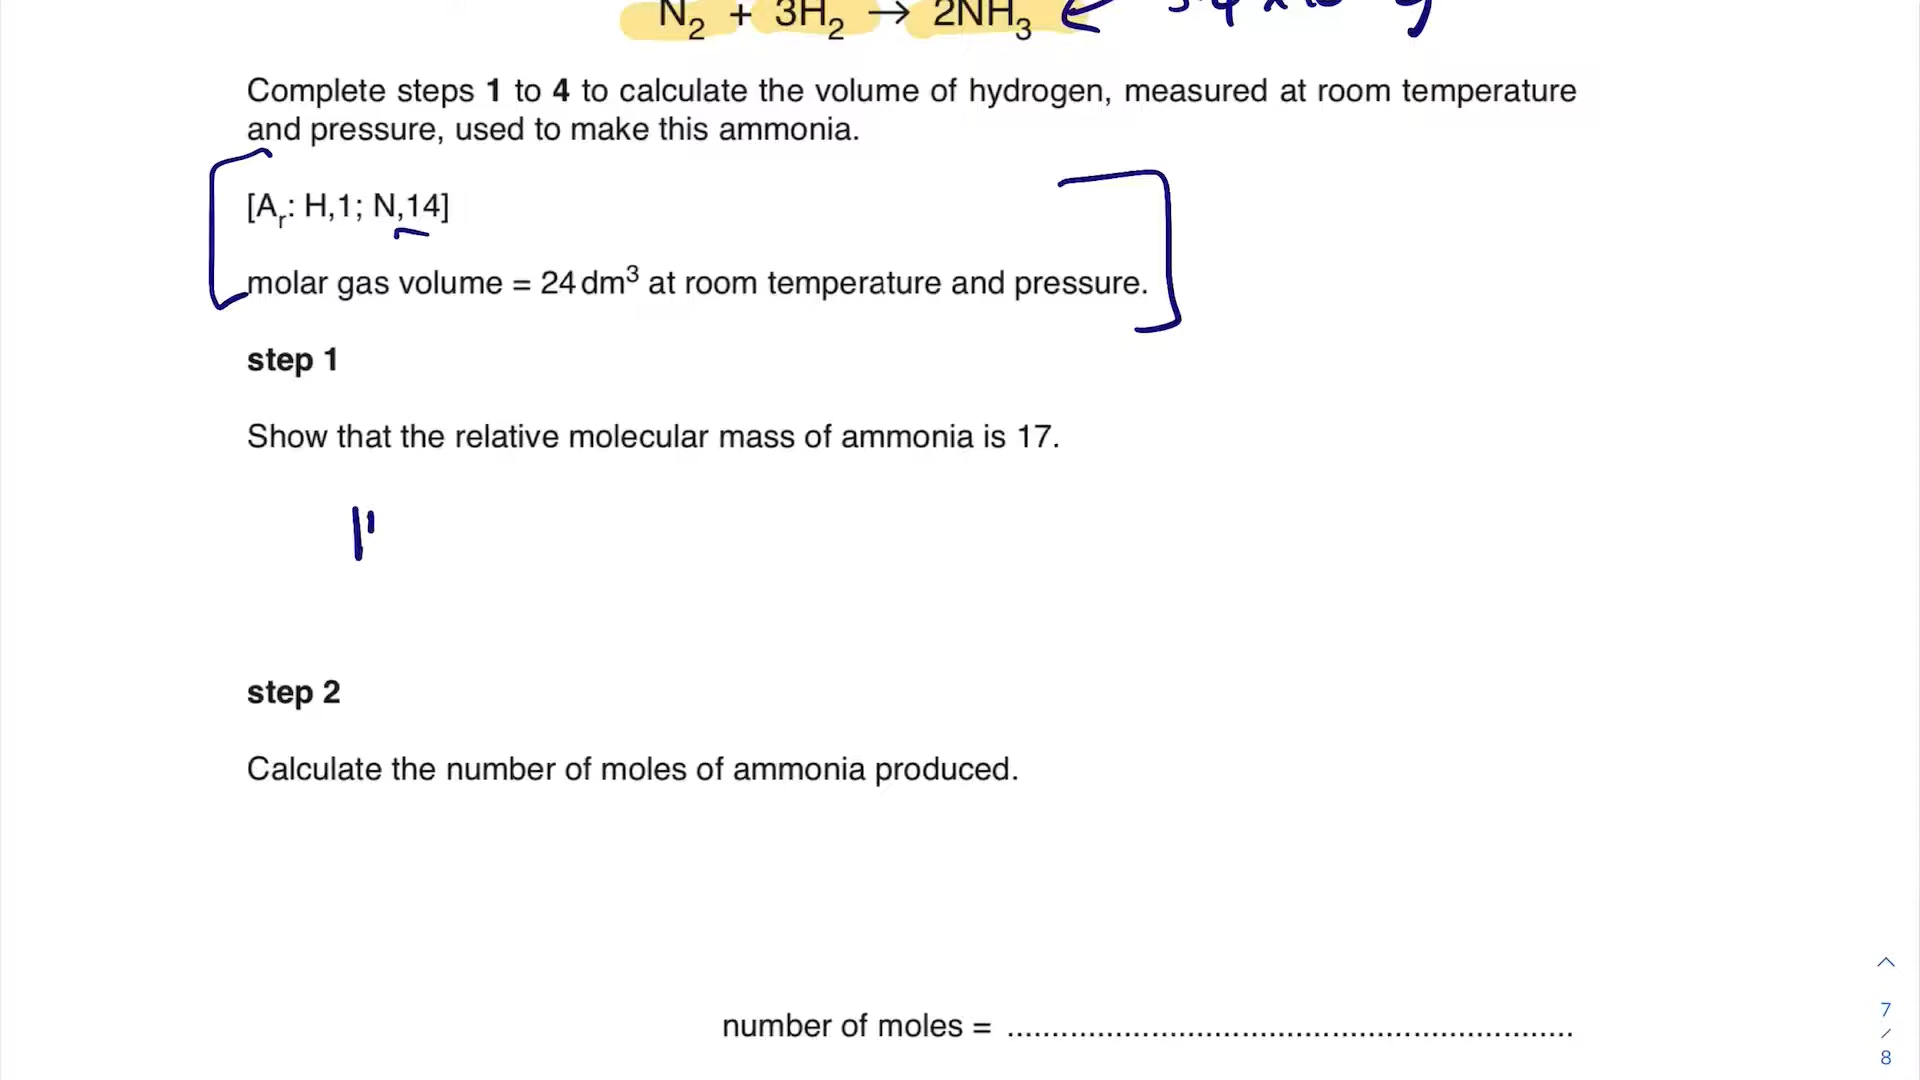 N₂ + 3H₂ → 2NH₃
Complete steps 1 to 4 to calculate the volume of hydrogen, measured at room temperature
and pressure, used to make this ammonia.
[Aᵣ: H,1; N,14]
molar gas volume = 24 dm³ at room temperature and pressure.
step 1
Show that the relative molecular mass of ammonia is 17.
step 2
Calculate the number of moles of ammonia produced.
number of moles = ...............................................................
7
/
8